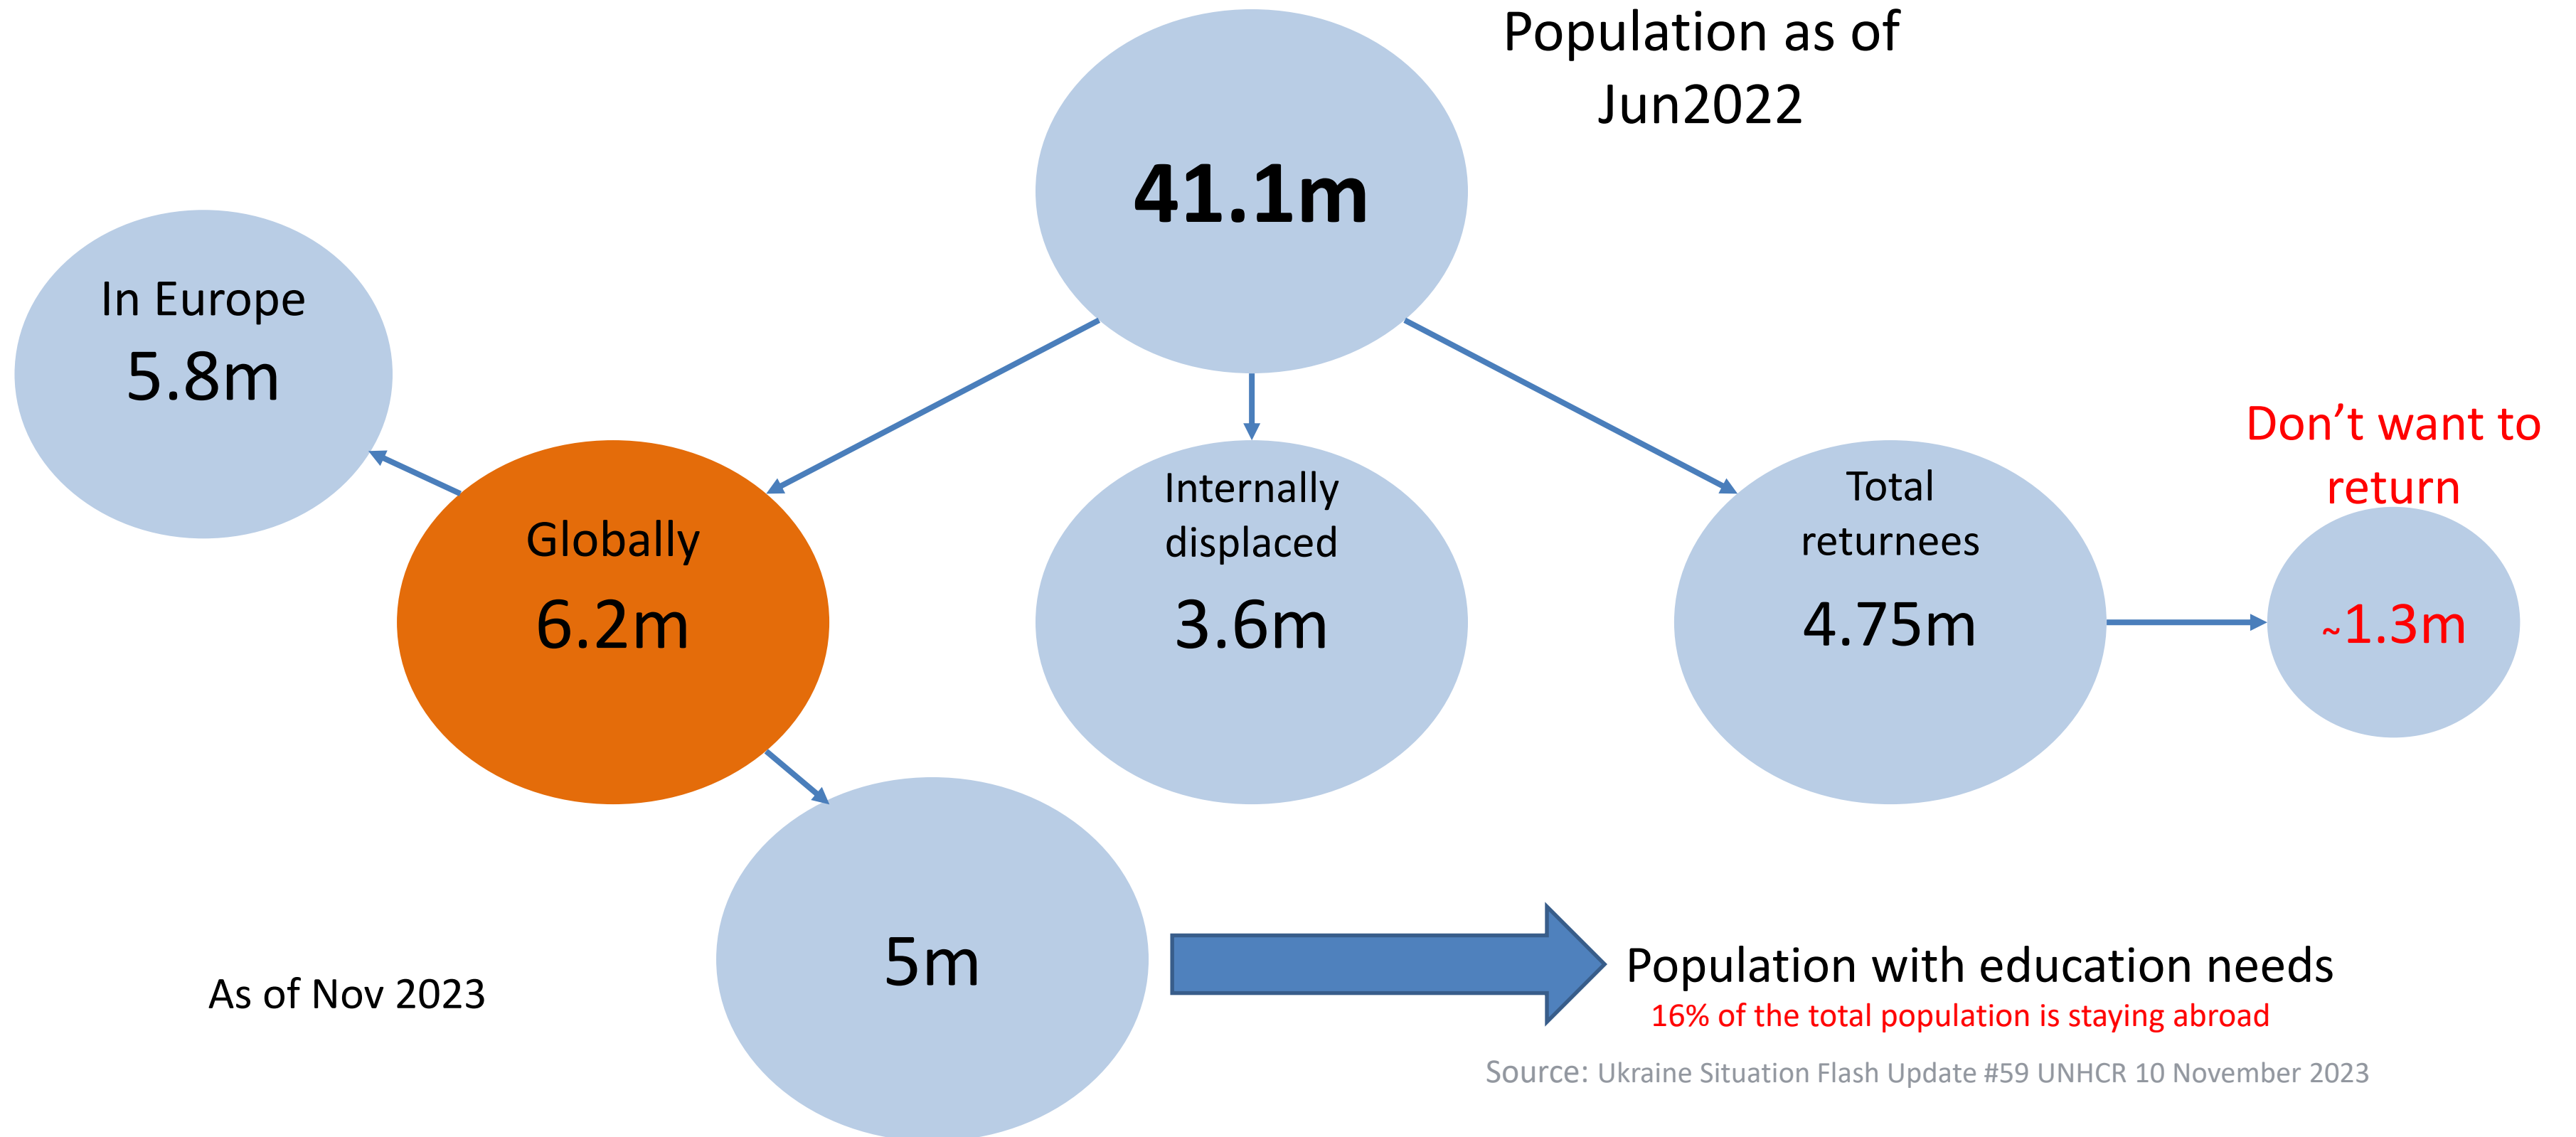 Population as of
Jun2022
41.1m
In Europe
5.8m
Globally
6.2m
Internally
displaced
3.6m
Total
returnees
4.75m
Don’t want to
return
~1.3m
5m
As of Nov 2023
Population with education needs
16% of the total population is staying abroad
Source: Ukraine Situation Flash Update #59 UNHCR 10 November 2023